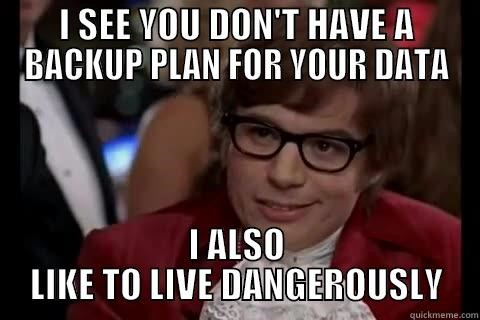 I SEE YOU DON'T HAVE A
BACKUP PLAN FOR YOUR DATA
I ALSO
LIKE TO LIVE DANGEROUSLY
quickmeme.com